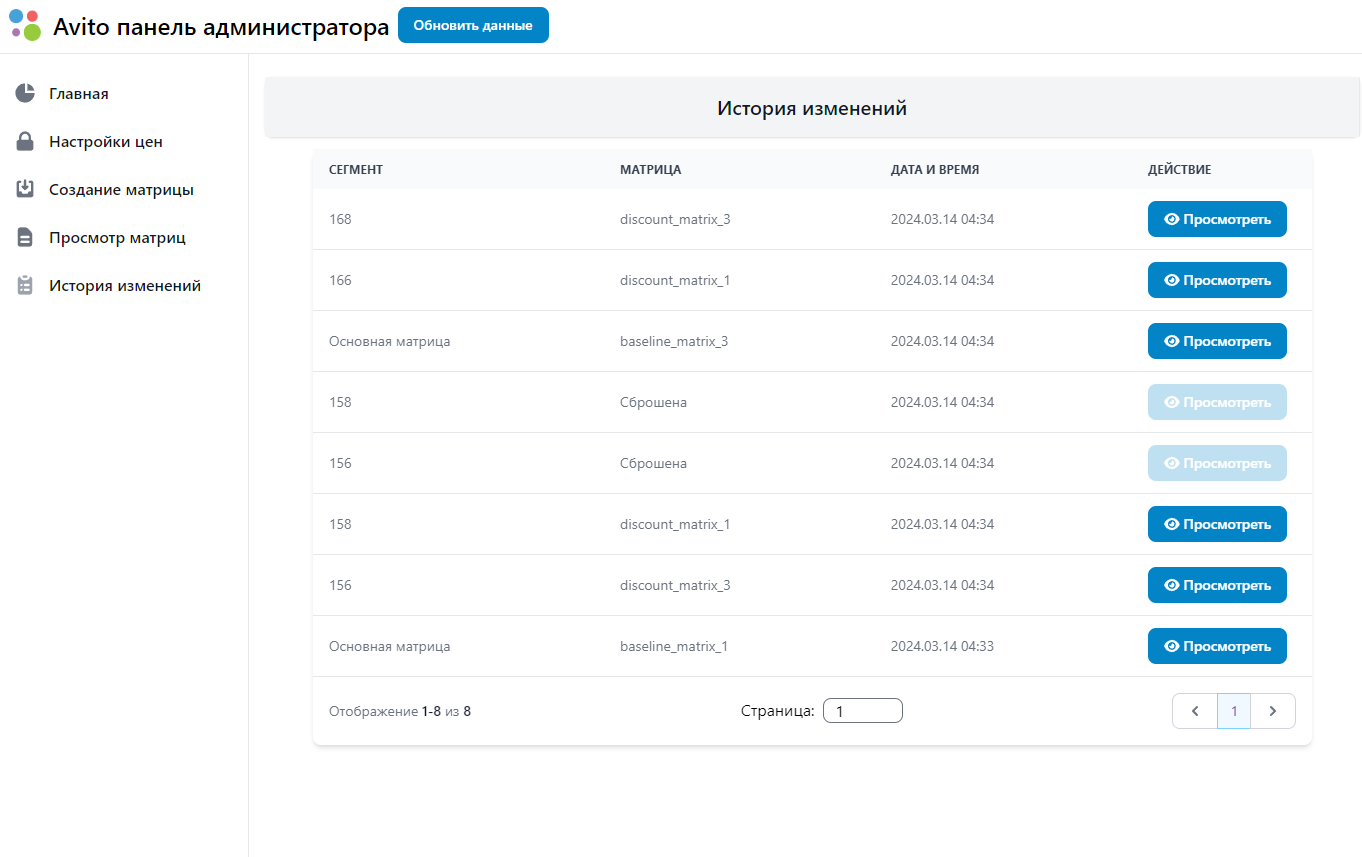 Avito панель администратора Обновить данные
Главная
Настройки цен
Создание матрицы
Просмотр матриц
История изменений
История изменений
СЕГМЕНТ МАТРИЦА ДАТА И ВРЕМЯ ДЕЙСТВИЕ
168 discount_matrix_3 2024.03.14 04:34 Просмотреть
166 discount_matrix_1 2024.03.14 04:34 Просмотреть
Основная матрица baseline_matrix_3 2024.03.14 04:34 Просмотреть
158 Сброшена 2024.03.14 04:34 Просмотреть
156 Сброшена 2024.03.14 04:34 Просмотреть
158 discount_matrix_1 2024.03.14 04:34 Просмотреть
156 discount_matrix_3 2024.03.14 04:34 Просмотреть
Основная матрица baseline_matrix_1 2024.03.14 04:33 Просмотреть
Отображение 1-8 из 8 Страница: 1 1